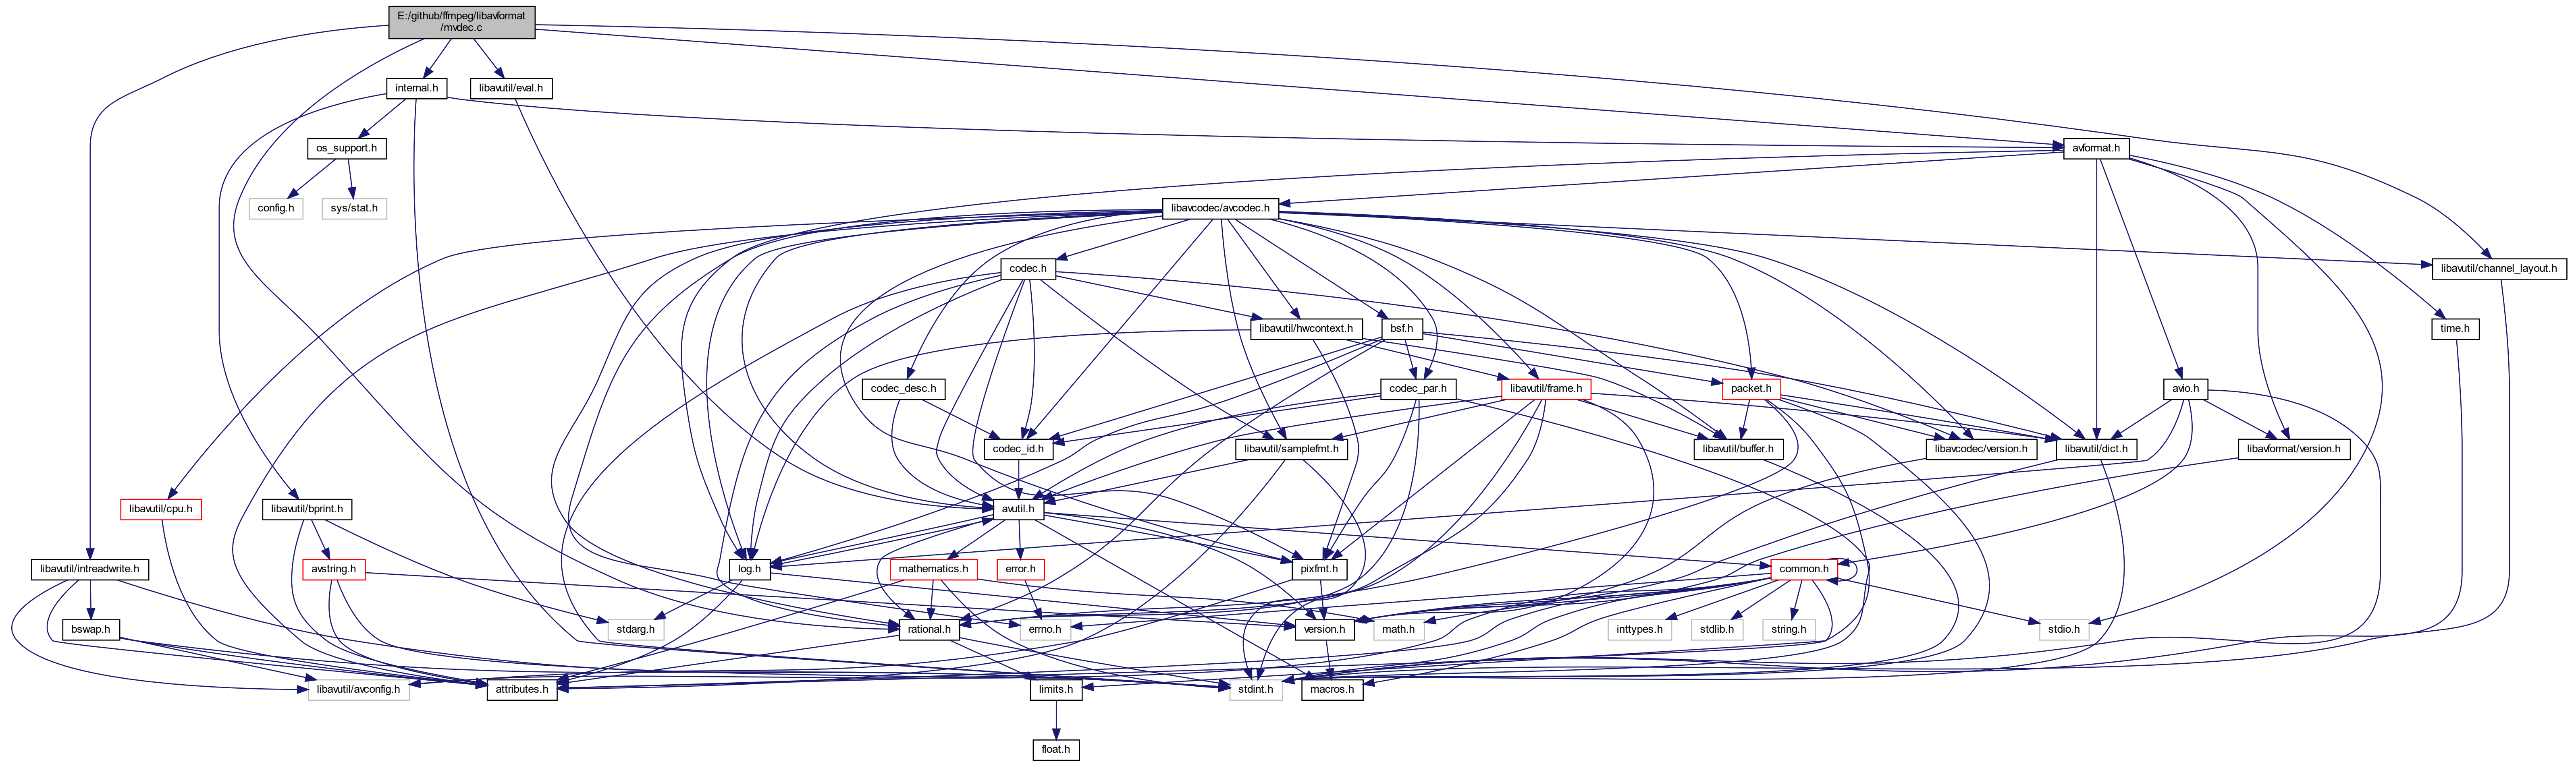 E:/github/ffmpeg/libavformat
/mvdec.c
internal.h
libavutil/eval.h
os_support.h
avformat.h
config.h
sys/stat.h
libavcodec/avcodec.h
codec.h
libavutil/channel_layout.h
libavutil/hwcontext.h
bsf.h
time.h
codec_desc.h
codec_par.h
libavutil/frame.h
packet.h
avio.h
codec_id.h
libavutil/samplefmt.h
libavutil/buffer.h
libavcodec/version.h
libavutil/dict.h
libavformat/version.h
libavutil/cpu.h
libavutil/bprint.h
avutil.h
libavutil/intreadwrite.h
avstring.h
log.h
mathematics.h
error.h
pixfmt.h
common.h
bswap.h
stdarg.h
rational.h
errno.h
version.h
math.h
inttypes.h
stdlib.h
string.h
stdio.h
libavutil/avconfig.h
attributes.h
limits.h
stdint.h
macros.h
float.h